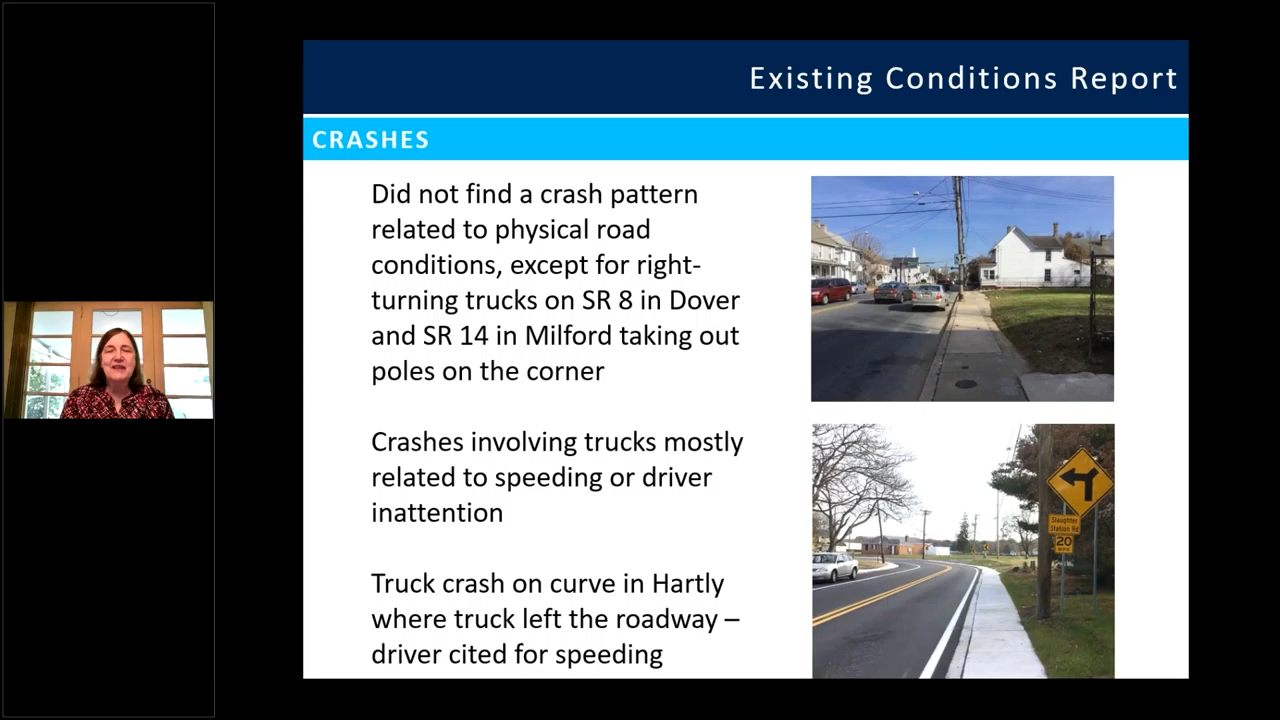 Existing Conditions Report
CRASHES
Did not find a crash pattern
related to physical road
conditions, except for right-
turning trucks on SR 8 in Dover
and SR 14 in Milford taking out
poles on the corner
Crashes involving trucks mostly
related to speeding or driver
inattention
Truck crash on curve in Hartly
where truck left the roadway –
driver cited for speeding
Slaughter
Station Rd
20